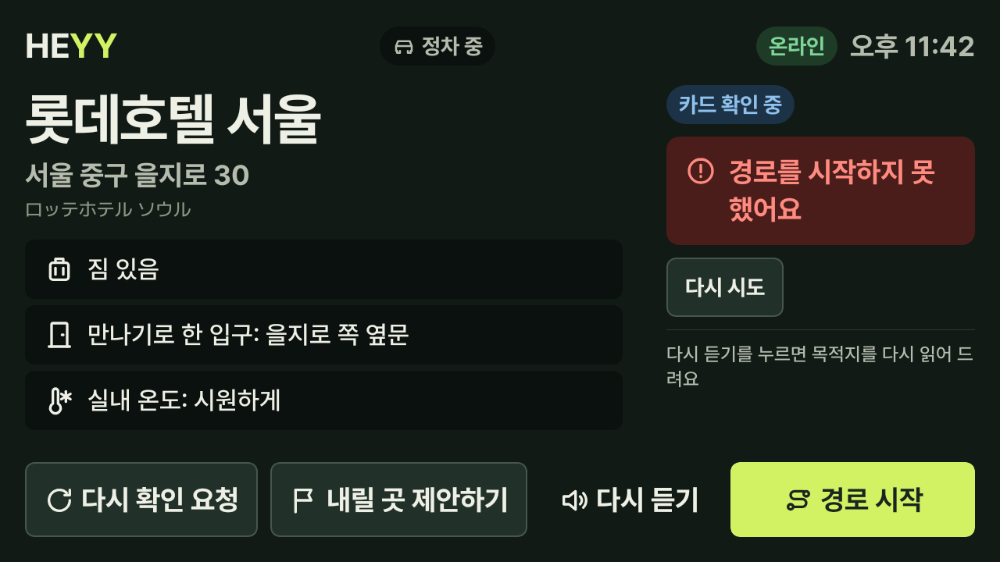 HEYY
정차 중
온라인
오후 11:42
롯데호텔 서울
서울 중구 을지로 30
ロッテホテル ソウル
짐 있음
만나기로 한 입구: 을지로 쪽 옆문
실내 온도: 시원하게
카드 확인 중
경로를 시작하지 못
했어요
다시 시도
다시 듣기를 누르면 목적지를 다시 읽어 드
려요
다시 확인 요청
내릴 곳 제안하기
다시 듣기
경로 시작